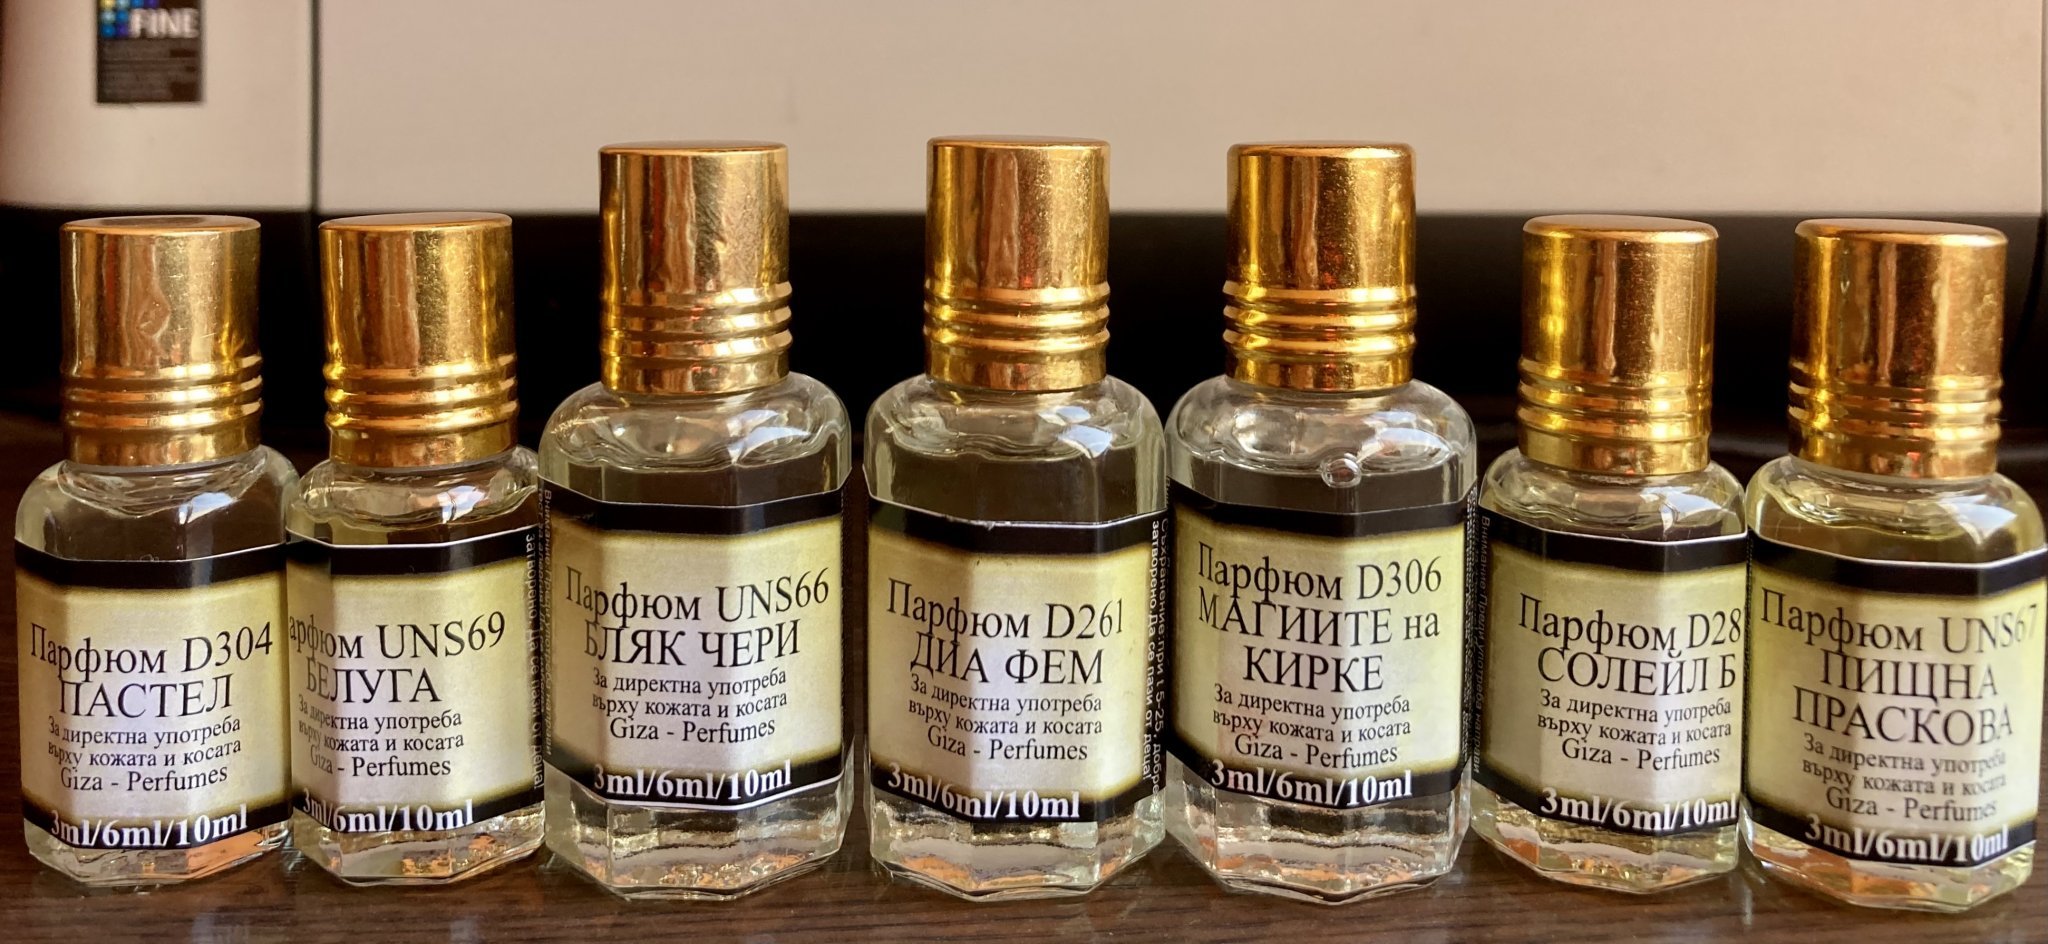 FINE
Парфюм D304
ПАСТЕЛ
За директна употреба
върху кожата и косата
Giza - Perfumes
3ml/6ml/10ml
арфюм UNS69
БЕЛУГА
За директна употреба
върху кожата и косата
Giza - Perfumes
3ml/6ml/10ml
Парфюм UNS66
БЛЯК ЧЕРИ
За директна употреба
върху кожата и косата
Giza - Perfumes
3ml/6ml/10ml
Парфюм D261
ДИА ФЕМ
За директна употреба
върху кожата и косата
Giza - Perfumes
3ml/6ml/10ml
Парфюм D306
МАГИИТЕ на
КИРКЕ
За директна употреба
върху кожата и косата
Giza - Perfumes
3ml/6ml/10ml
Парфюм D28
СОЛЕЙЛ Б
За директна употреба
върху кожата и косата
Giza - Perfumes
3ml/6ml/10ml
Парфюм UNS67
ПИЩНА
ПРАСКОВА
За директна употреба
върху кожата и косата
Giza - Perfumes
3ml/6ml/10ml